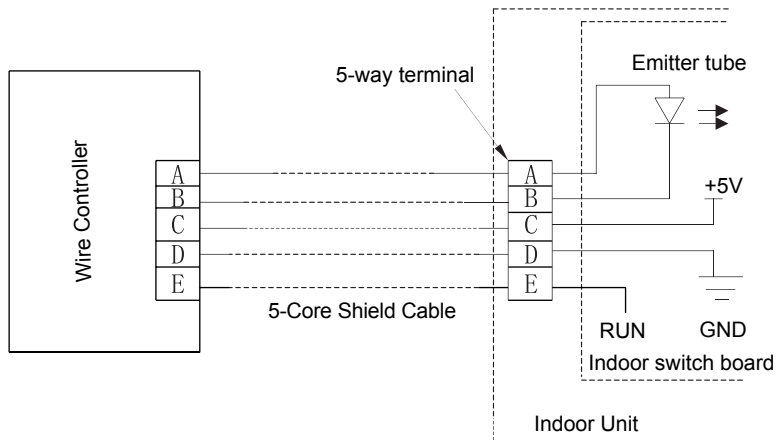 Emitter tube
5-way terminal
Wire Controller
A
B
C
D
E
A
B
C
D
E
+5V
5-Core Shield Cable
RUN
GND
Indoor switch board
Indoor Unit